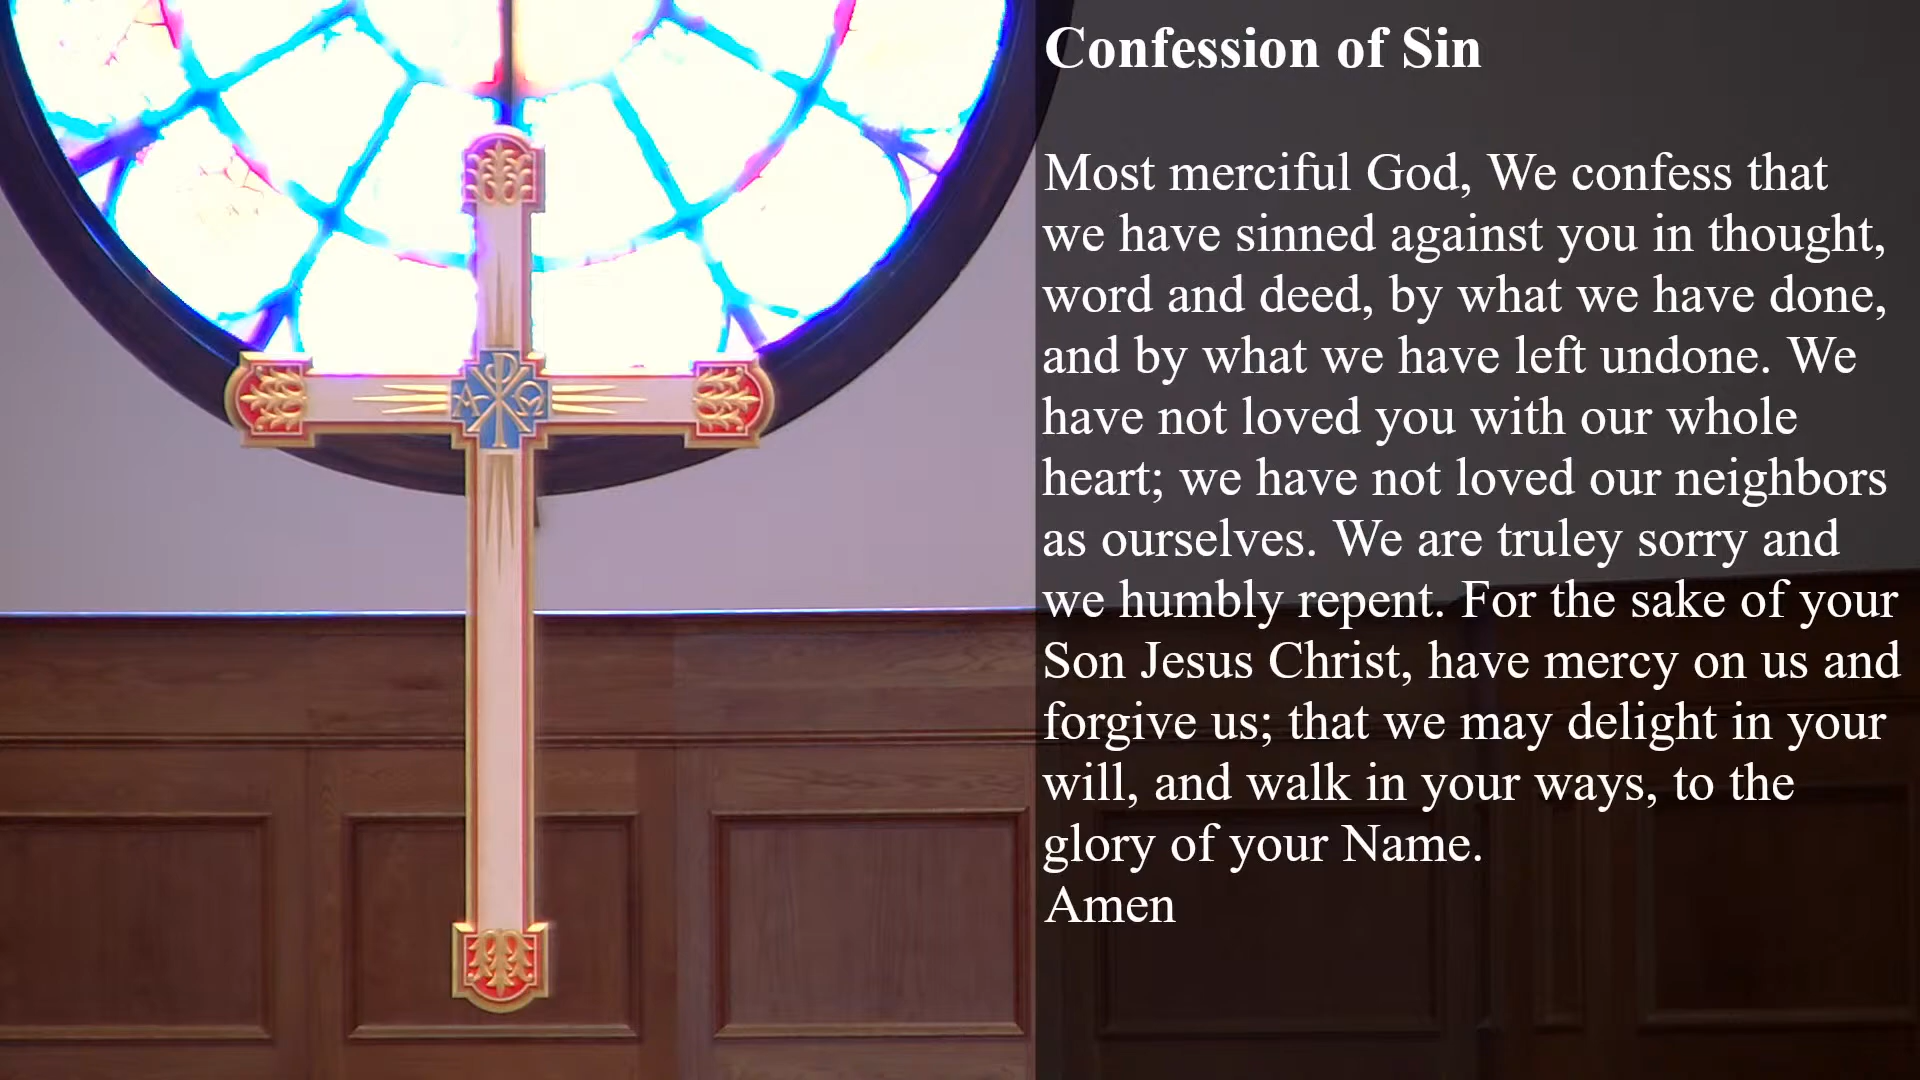 Confession of Sin
Most merciful God, We confess that
we have sinned against you in thought,
word and deed, by what we have done,
and by what we have left undone. We
have not loved you with our whole
heart; we have not loved our neighbors
as ourselves. We are truley sorry and
we humbly repent. For the sake of your
Son Jesus Christ, have mercy on us and
forgive us; that we may delight in your
will, and walk in your ways, to the
glory of your Name.
Amen